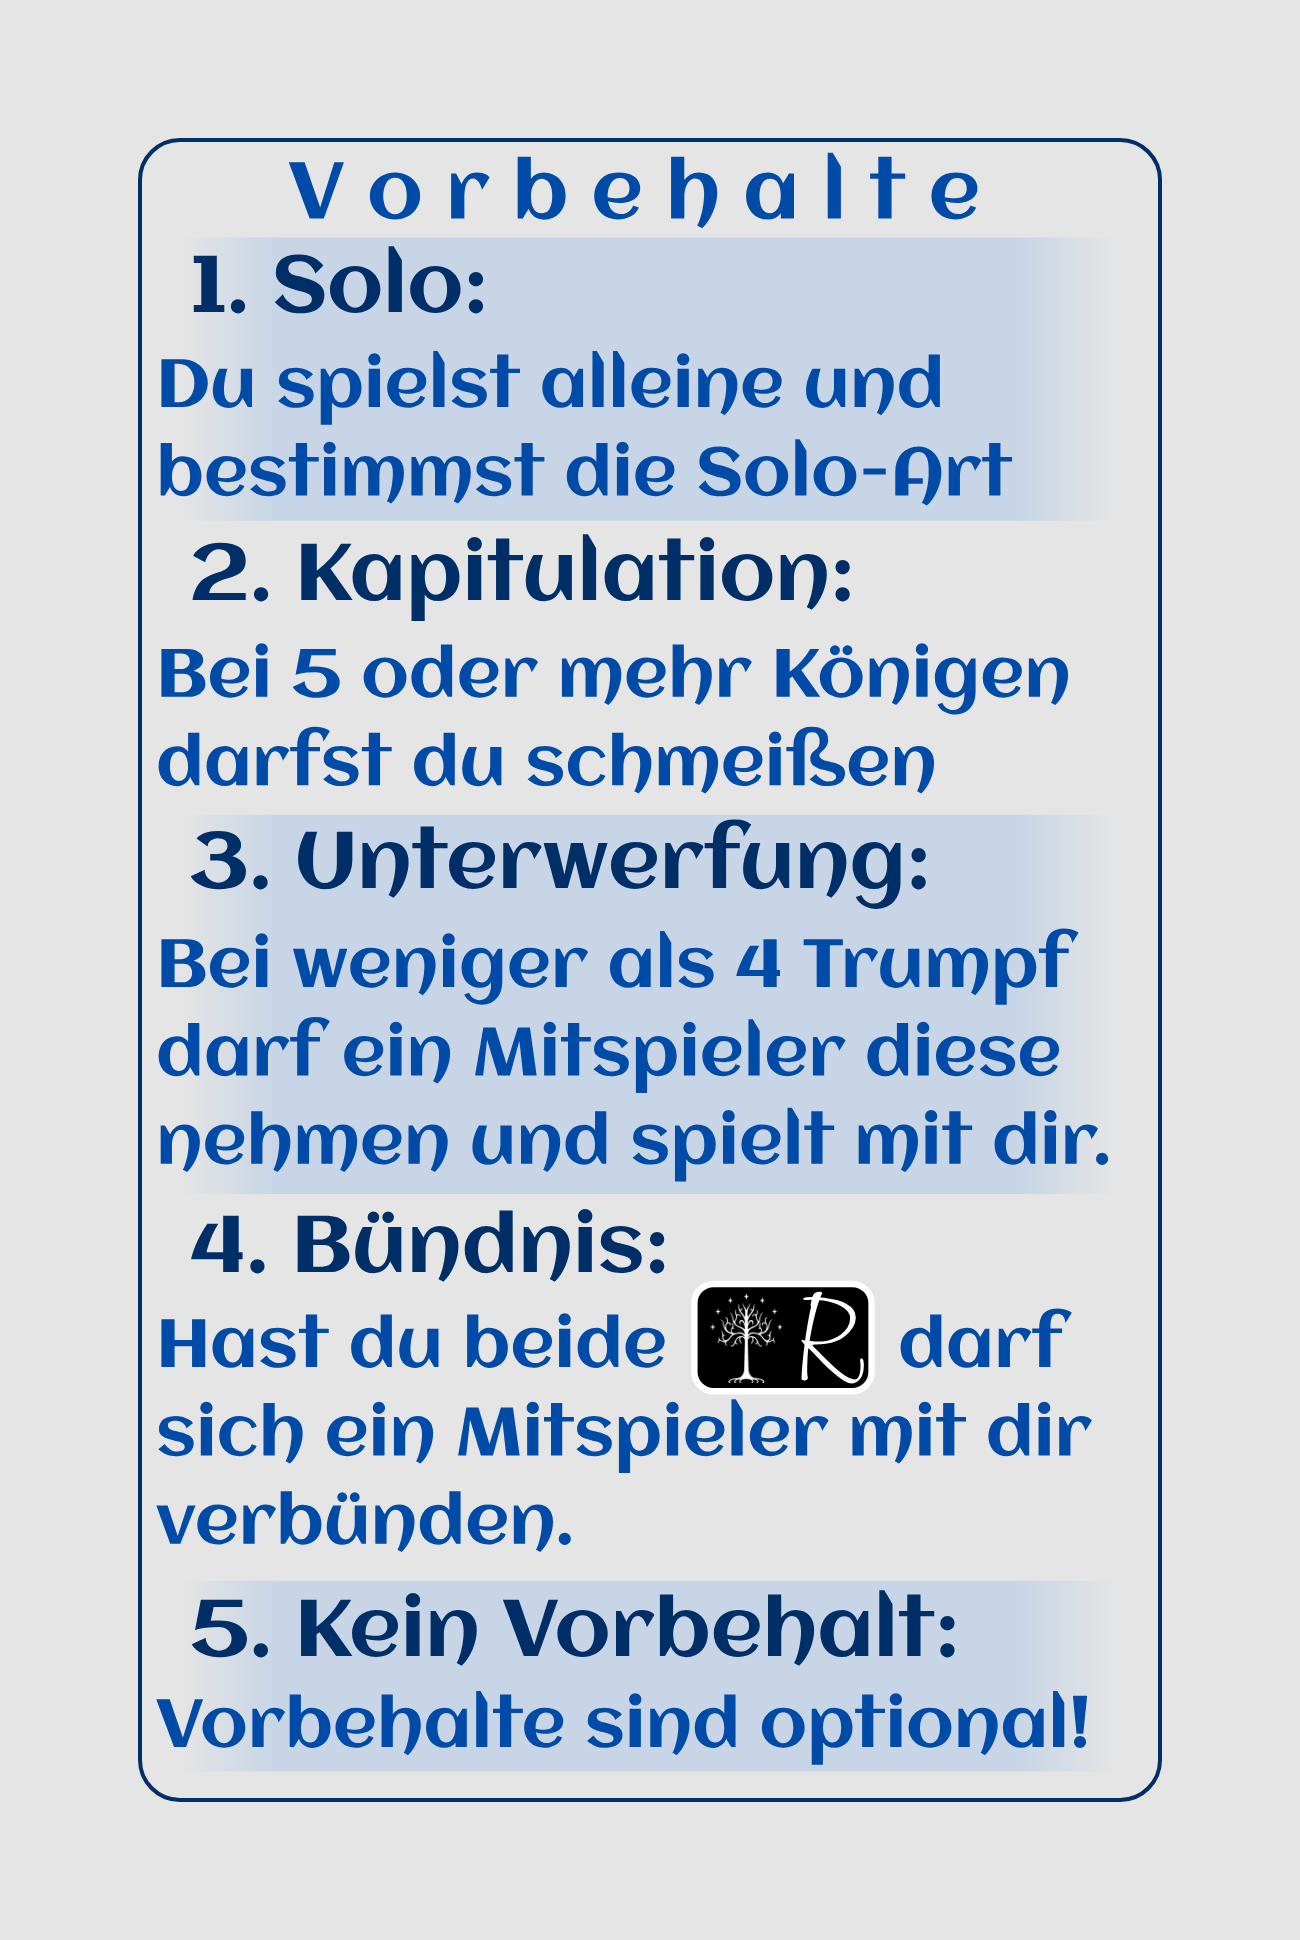 Vorbehalte
1. Solo:
Du spielst alleine und
bestimmst die Solo-Art
2. Kapitulation:
Bei 5 oder mehr Königen
darfst du schmeißen
3. Unterwerfung:
Bei weniger als 4 Trumpf
darf ein Mitspieler diese
nehmen und spielt mit dir.
4. Bündnis:
Hast du beide R darf
sich ein Mitspieler mit dir
verbünden.
5. Kein Vorbehalt:
Vorbehalte sind optional!